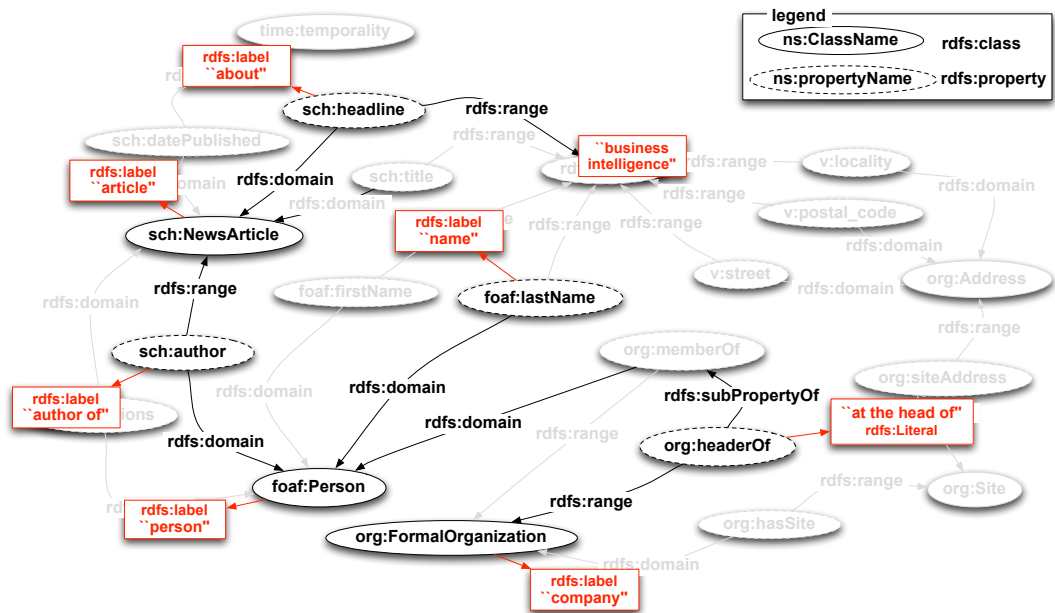 legend
ns:ClassName
rdfs:class
ns:propertyName
rdfs:property
time:temporality
rdfs:label
``about"
sch:headline
rdfs:range
sch:datePublished
rdfs:range
``business
intelligence"
rdfs:range
v:locality
rdfs:label
``article"
rdfs:domain
sch:title
rdfs:domain
rdfs:range
v:postal_code
sch:NewsArticle
rdfs:label
``name"
rdfs:domain
rdfs:range
rdfs:range
rdfs:range
v:street
rdfs:domain
org:Address
rdfs:domain
rdfs:domain
foaf:firstName
foaf:lastName
rdfs:range
sch:author
org:memberOf
org:siteAddress
rdfs:label
``author of"
rdfs:domain
rdfs:domain
rdfs:subPropertyOf
``at the head of"
rdfs:Literal
rdfs:domain
rdfs:domain
rdfs:range
org:headerOf
foaf:Person
rdfs:range
org:Site
rdfs:label
``person"
rdfs:range
org:hasSite
org:FormalOrganization
rdfs:domain
rdfs:label
``company"